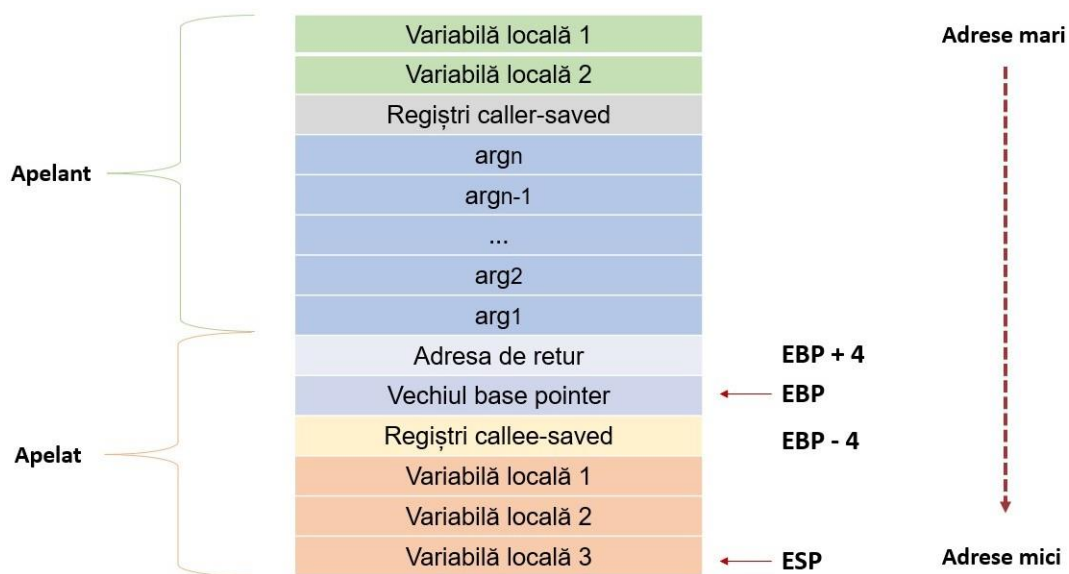 Variabilă locală 1
Adrese mari
Variabilă locală 2
Regiștri caller-saved
argn
Apelant
argn-1
...
arg2
arg1
Adresa de retur
EBP + 4
Vechiul base pointer
EBP
Regiștri callee-saved
EBP - 4
Apelat
Variabilă locală 1
Variabilă locală 2
Variabilă locală 3
ESP
Adrese mici